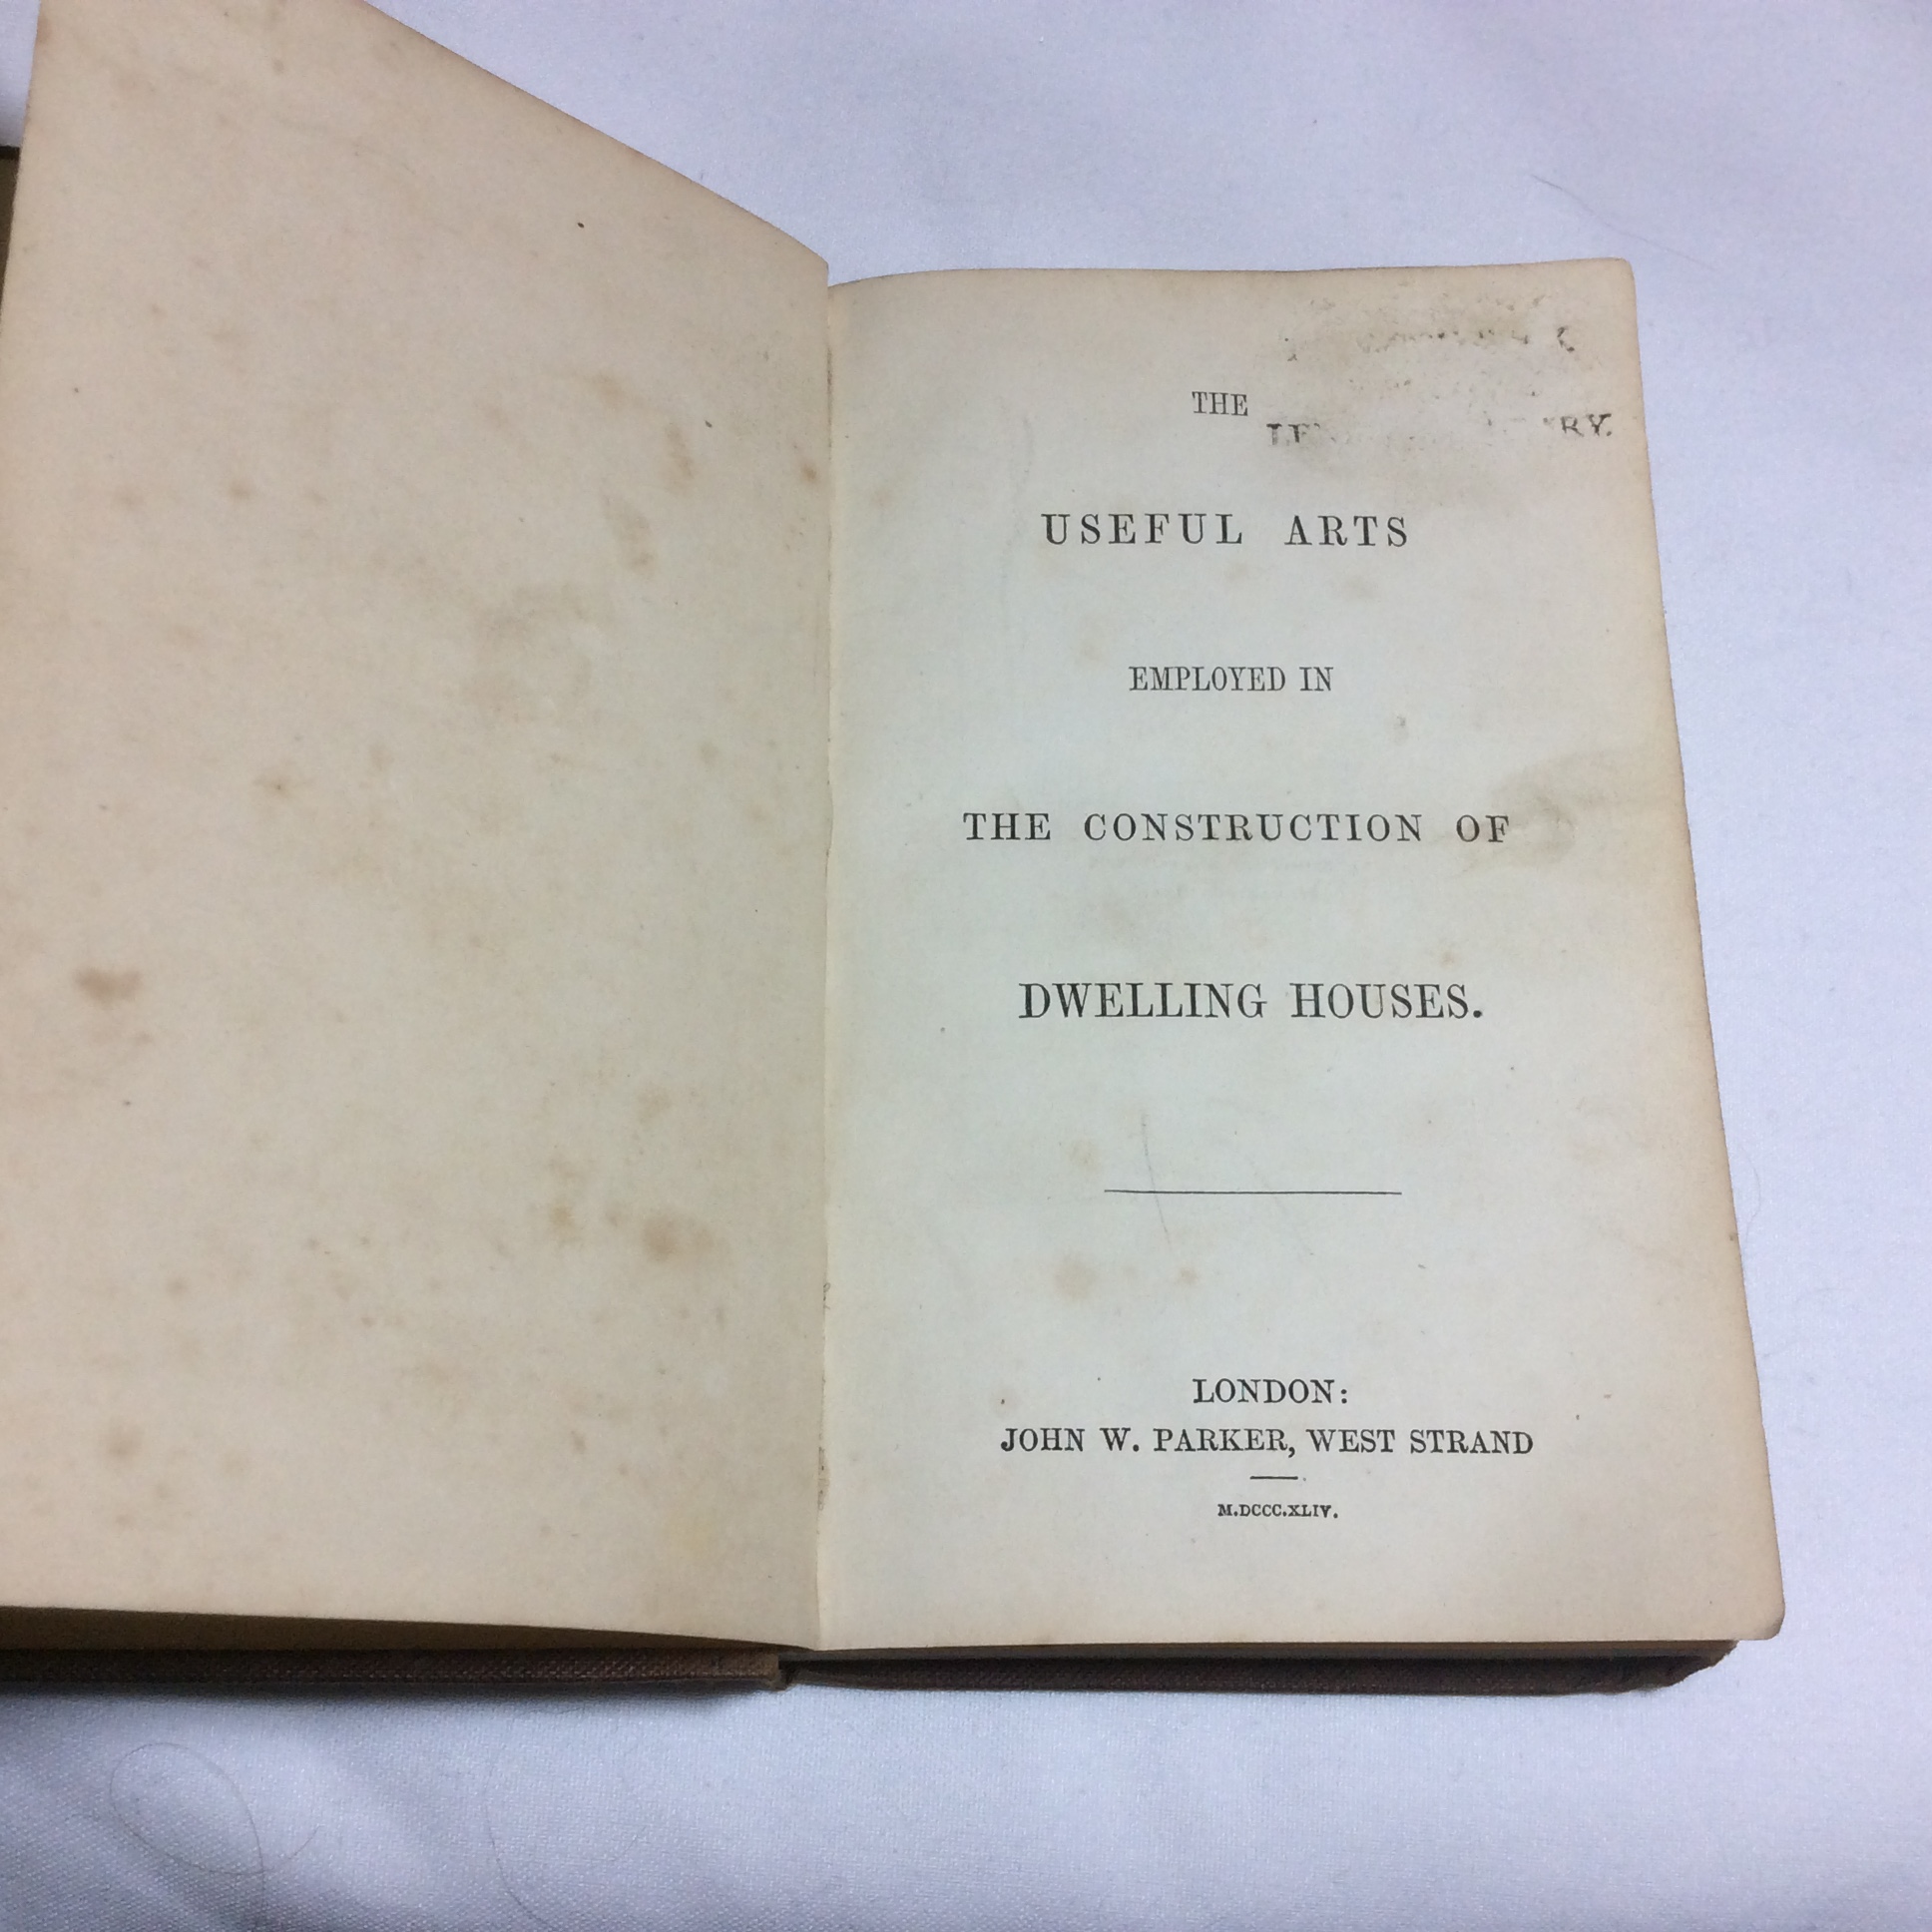 THE
USEFUL ARTS
EMPLOYED IN
THE CONSTRUCTION OF
DWELLING HOUSES.
LONDON:
JOHN W. PARKER, WEST STRAND
M.DCCC.XLIV.